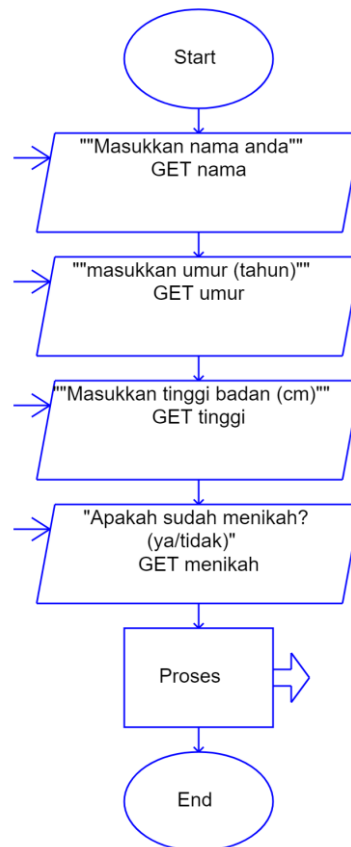 Start
""Masukkan nama anda""
GET nama
""masukkan umur (tahun)""
GET umur
""Masukkan tinggi badan (cm)""
GET tinggi
"Apakah sudah menikah?
(ya/tidak)"
GET menikah
Proses
End